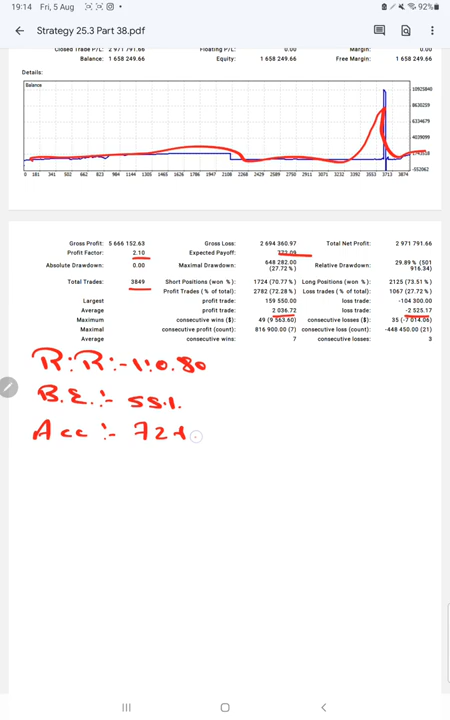 19:14 Fri, 5 Aug 92%
Strategy 25.3 Part 38.pdf
Closed Trade P/L: 2 971 791.66 Floating P/L: 0.00 Margin: 0.00
Balance: 1 658 249.66 Equity: 1 658 249.66 Free Margin: 1 658 249.66
Details:
Balance
10925840
8630259
6334679
4039099
1743518
-552062
0 181 341 502 662 823 984 1144 1305 1465 1626 1786 1947 2108 2268 2429 2589 2750 2911 3071 3232 3392 3553 3713 3874
Gross Profit: 5 666 152.63 Gross Loss: 2 694 360.97 Total Net Profit: 2 971 791.66
Profit Factor: 2.10 Expected Payoff: 772.09
Absolute Drawdown: 0.00 Maximal Drawdown: 648 282.00 (27.72 %) Relative Drawdown: 29.89 % (501 916.34)
Total Trades: 3849 Short Positions (won %): 1724 (70.77 %) Long Positions (won %): 2125 (73.51 %)
Profit Trades (% of total): 2782 (72.28 %) Loss trades (% of total): 1067 (27.72 %)
Largest profit trade: 159 550.00 loss trade: -104 300.00
Average profit trade: 2 036.72 loss trade: -2 525.17
Maximum consecutive wins ($): 49 (9 563.60) consecutive losses ($): 35 (-7 014.06)
Maximal consecutive profit (count): 816 900.00 (7) consecutive loss (count): -448 450.00 (21)
Average consecutive wins: 7 consecutive losses: 3
R:R:- 1:0.80
B.E.:- 55%.
Acc :- 72